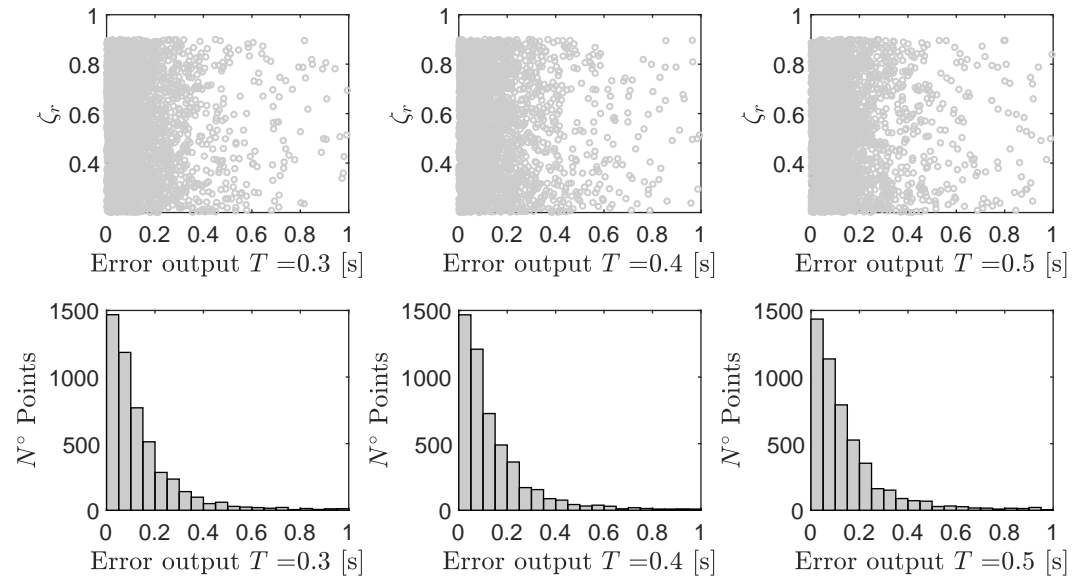 1
0.8
0.6
0.4
ζr
0 0.2 0.4 0.6 0.8 1
Error output T =0.3 [s]
1
0.8
0.6
0.4
ζr
0 0.2 0.4 0.6 0.8 1
Error output T =0.4 [s]
1
0.8
0.6
0.4
ζr
0 0.2 0.4 0.6 0.8 1
Error output T =0.5 [s]
1500
1000
500
0
N° Points
0 0.2 0.4 0.6 0.8 1
Error output T =0.3 [s]
1500
1000
500
0
N° Points
0 0.2 0.4 0.6 0.8 1
Error output T =0.4 [s]
1500
1000
500
0
N° Points
0 0.2 0.4 0.6 0.8 1
Error output T =0.5 [s]